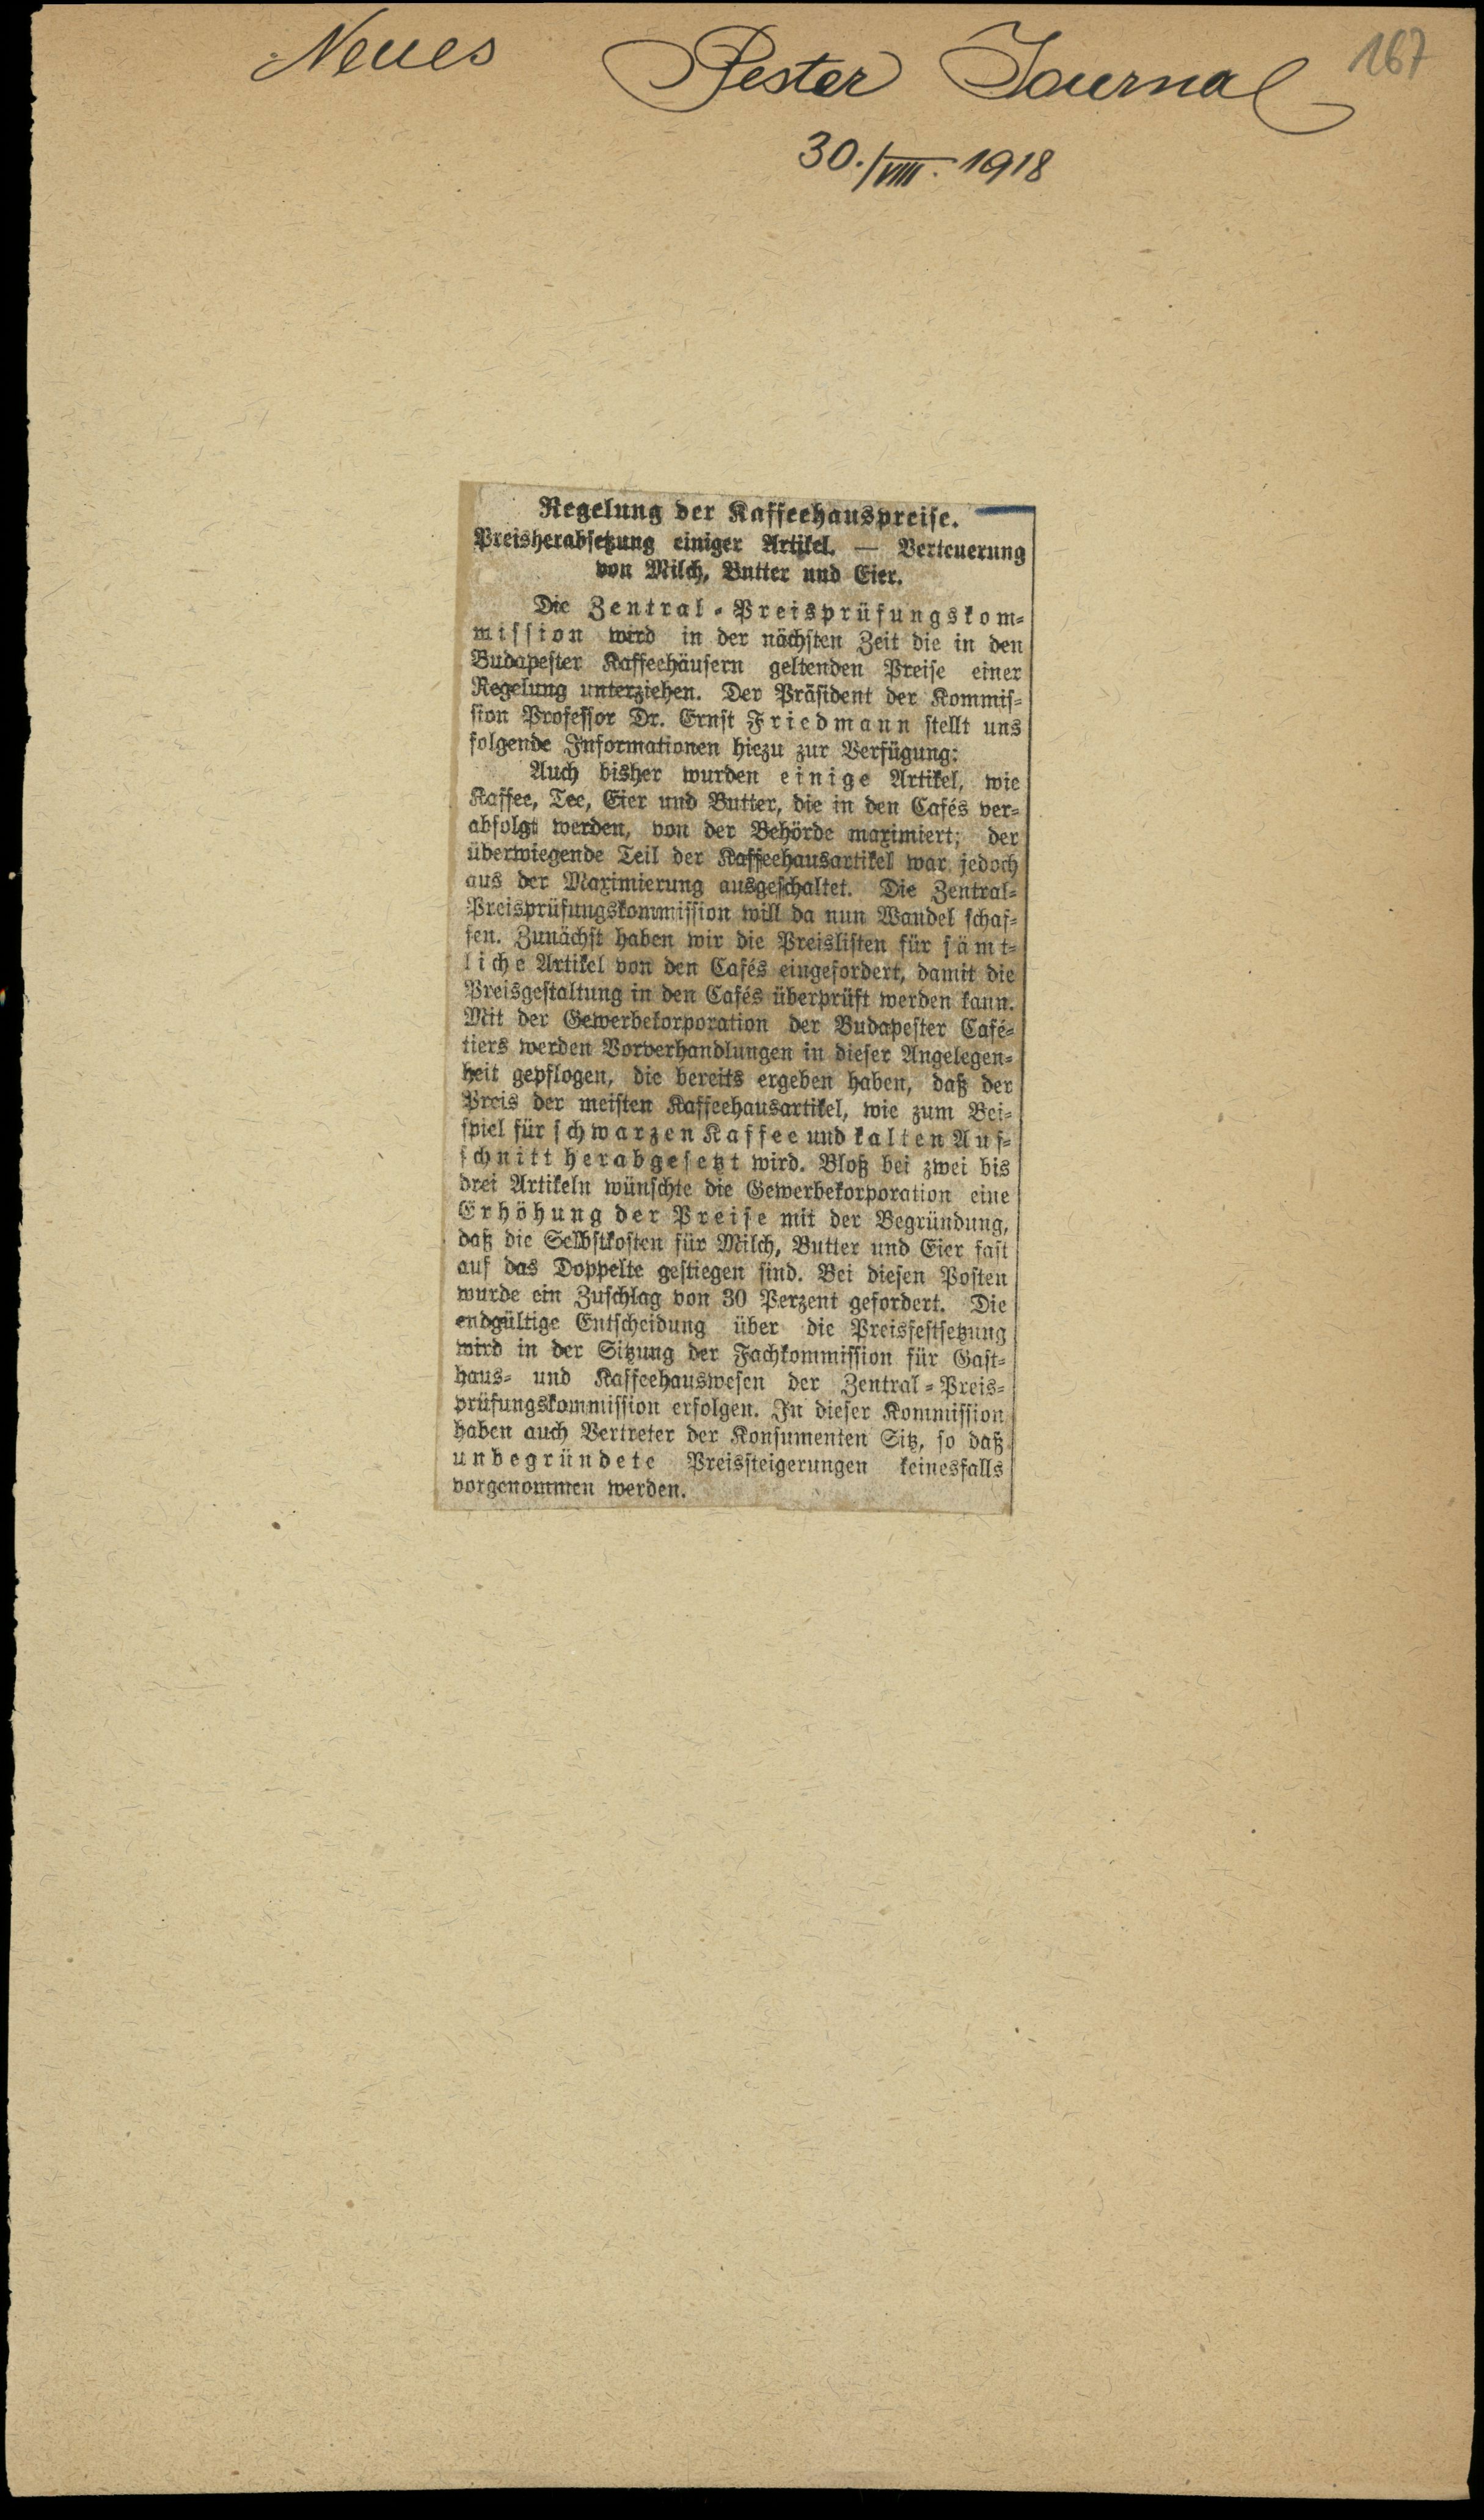 Neues Pester Journal
167
30./VIII. 1918
Regelung der Kaffeehauspreise.
Preisherabsetzung einiger Artikel. — Verteuerung
von Milch, Butter und Eier.
Die Zentral-Preisprüfungskom-
mission wird in der nächsten Zeit die in den
Budapester Kaffeehäusern geltenden Preise einer
Regelung unterziehen. Der Präsident der Kommis-
sion Professor Dr. Ernst Friedmann stellt uns
folgende Informationen hiezu zur Verfügung:
Auch bisher wurden einige Artikel, wie
Kaffee, Tee, Eier und Butter, die in den Cafés ver-
abfolgt werden, von der Behörde maximiert; der
überwiegende Teil der Kaffeehausartikel war jedoch
aus der Maximierung ausgeschaltet. Die Zentral-
Preisprüfungskommission will da nun Wandel schaf-
fen. Zunächst haben wir die Preislisten für sämt-
liche Artikel von den Cafés eingefordert, damit die
Preisgestaltung in den Cafés überprüft werden kann.
Mit der Gewerbekorporation der Budapester Café-
tiers werden Vorverhandlungen in dieser Angelegen-
heit gepflogen, die bereits ergeben haben, daß der
Preis der meisten Kaffeehausartikel, wie zum Bei-
spiel für schwarzen Kaffee und kalten Auf-
schnitt herabgesetzt wird. Bloß bei zwei bis
drei Artikeln wünschte die Gewerbekorporation eine
Erhöhung der Preise mit der Begründung,
daß die Selbstkosten für Milch, Butter und Eier fast
auf das Doppelte gestiegen sind. Bei diesen Posten
wurde ein Zuschlag von 30 Perzent gefordert. Die
endgültige Entscheidung über die Preisfestsetzung
wird in der Sitzung der Fachkommission für Gast-
haus- und Kaffeehauswesen der Zentral-Preis-
prüfungskommission erfolgen. In dieser Kommission
haben auch Vertreter der Konsumenten Sitz, so daß
unbegründete Preissteigerungen keinesfalls
vorgenommen werden.